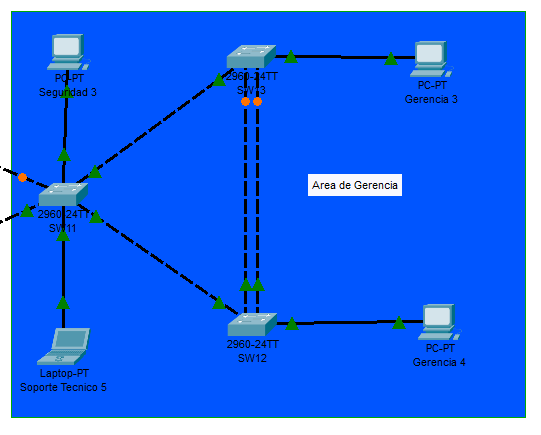 PC-PT
Seguridad 3
2960-24TT
SW13
PC-PT
Gerencia 3
Area de Gerencia
2960-24TT
SW11
2960-24TT
SW12
PC-PT
Gerencia 4
Laptop-PT
Soporte Tecnico 5